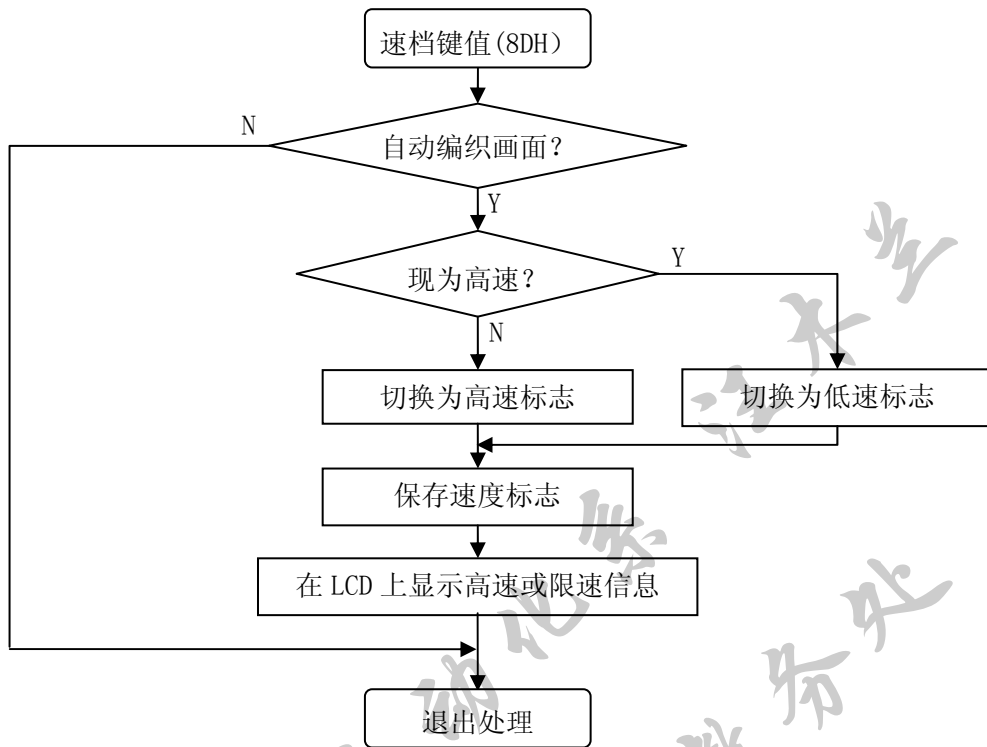 速档键值(8DH）
自动编织画面?
N
Y
现为高速?
Y
N
切换为高速标志
切换为低速标志
保存速度标志
在 LCD 上显示高速或限速信息
退出处理